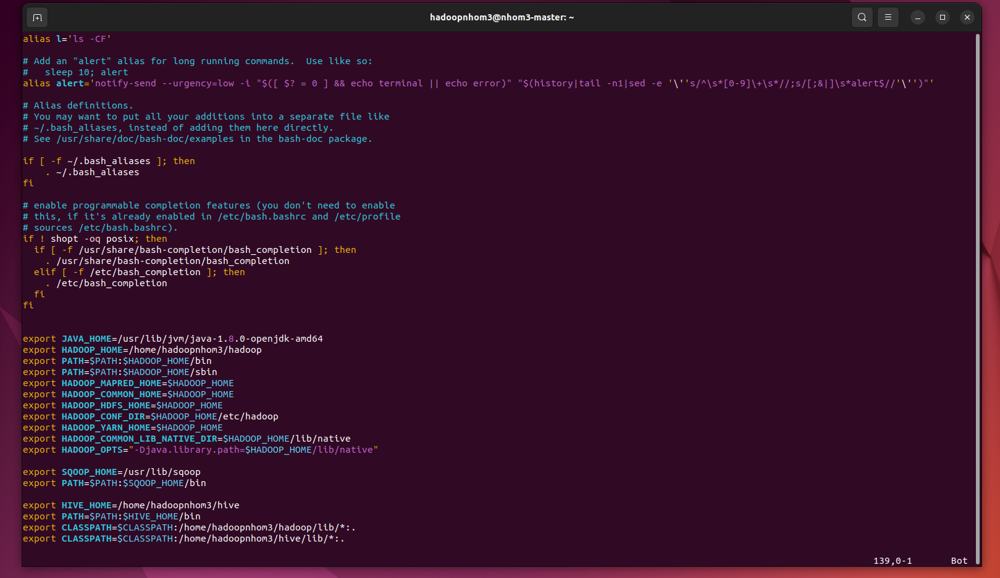 hadoopnhom3@nhom3-master: ~
alias l='ls -CF'
# Add an "alert" alias for long running commands.  Use like so:
#   sleep 10; alert
alias alert='notify-send --urgency=low -i "$([ $? = 0 ] && echo terminal || echo error)" "$(history|tail -n1|sed -e '\''s/^\s*[0-9]\+\s*//;s/[;&|]\s*alert$//'\'')"'
# Alias definitions.
# You may want to put all your additions into a separate file like
# ~/.bash_aliases, instead of adding them here directly.
# See /usr/share/doc/bash-doc/examples in the bash-doc package.
if [ -f ~/.bash_aliases ]; then
    . ~/.bash_aliases
fi
# enable programmable completion features (you don't need to enable
# this, if it's already enabled in /etc/bash.bashrc and /etc/profile
# sources /etc/bash.bashrc).
if ! shopt -oq posix; then
  if [ -f /usr/share/bash-completion/bash_completion ]; then
    . /usr/share/bash-completion/bash_completion
  elif [ -f /etc/bash_completion ]; then
    . /etc/bash_completion
  fi
fi
export JAVA_HOME=/usr/lib/jvm/java-1.8.0-openjdk-amd64
export HADOOP_HOME=/home/hadoopnhom3/hadoop
export PATH=$PATH:$HADOOP_HOME/bin
export PATH=$PATH:$HADOOP_HOME/sbin
export HADOOP_MAPRED_HOME=$HADOOP_HOME
export HADOOP_COMMON_HOME=$HADOOP_HOME
export HADOOP_HDFS_HOME=$HADOOP_HOME
export HADOOP_CONF_DIR=$HADOOP_HOME/etc/hadoop
export HADOOP_YARN_HOME=$HADOOP_HOME
export HADOOP_COMMON_LIB_NATIVE_DIR=$HADOOP_HOME/lib/native
export HADOOP_OPTS="-Djava.library.path=$HADOOP_HOME/lib/native"
export SQOOP_HOME=/usr/lib/sqoop
export PATH=$PATH:$SQOOP_HOME/bin
export HIVE_HOME=/home/hadoopnhom3/hive
export PATH=$PATH:$HIVE_HOME/bin
export CLASSPATH=$CLASSPATH:/home/hadoopnhom3/hadoop/lib/*:.
export CLASSPATH=$CLASSPATH:/home/hadoopnhom3/hive/lib/*:.
139,0-1       Bot